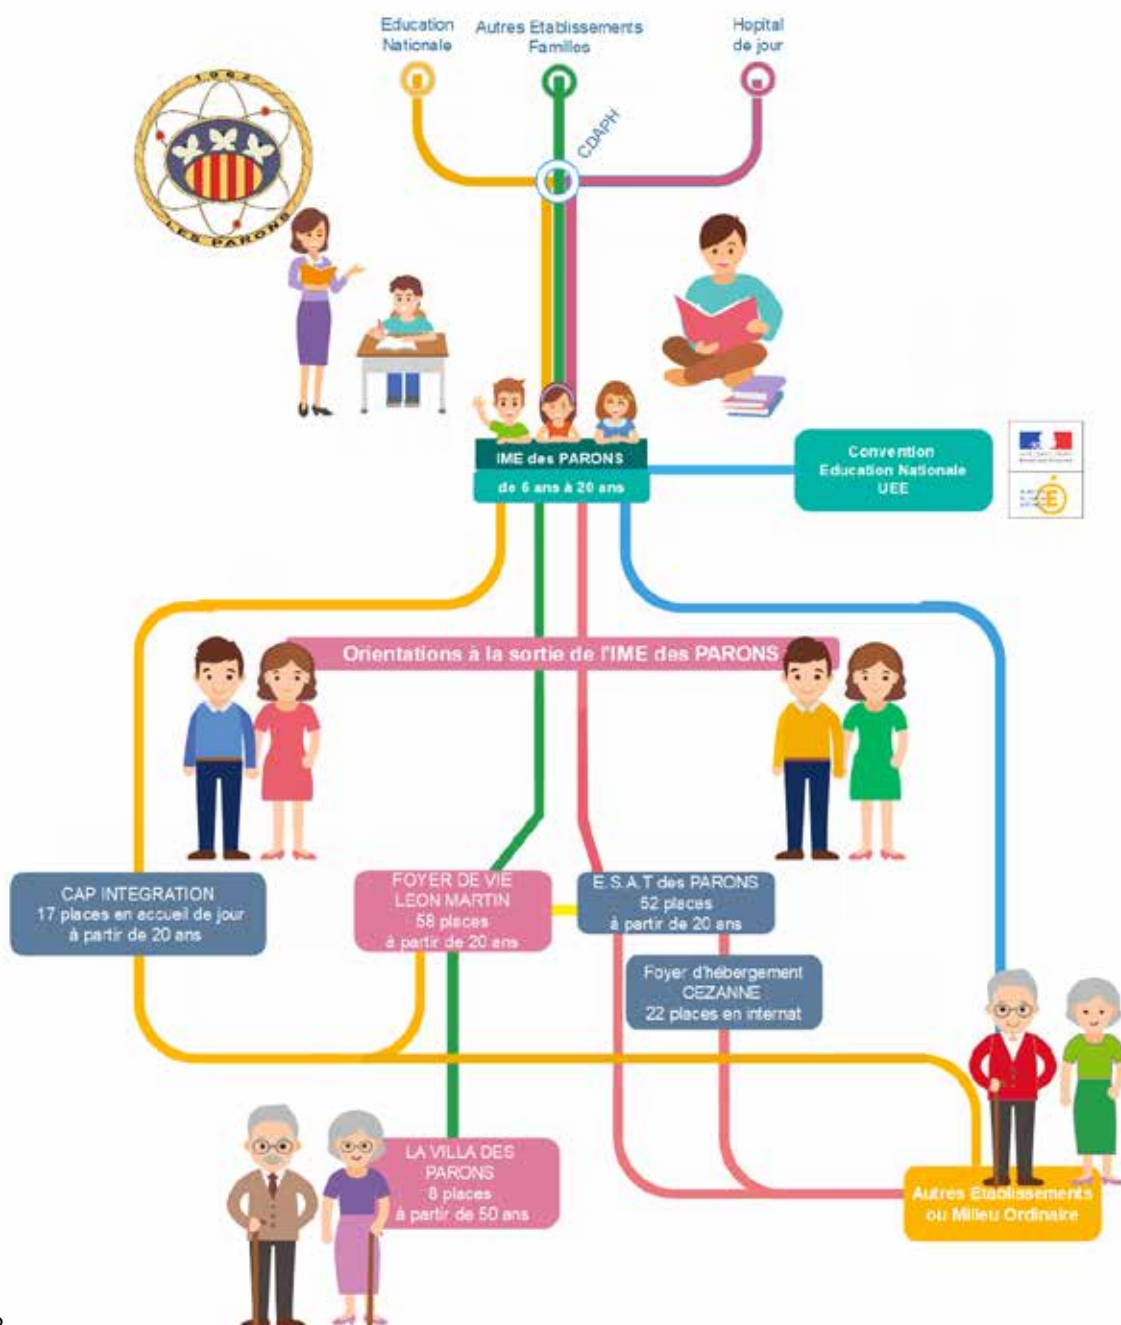 Education
Nationale
Autres Etablissements
Familles
Hopital
de jour
CDAPH
1962
LES PARONS
IME des PARONS
de 6 ans à 20 ans
Convention
Education Nationale
UEE
Orientations à la sortie de l'IME des PARONS
CAP INTEGRATION
17 places en accueil de jour
à partir de 20 ans
FOYER DE VIE
LEON MARTIN
58 places
à partir de 20 ans
E.S.A.T des PARONS
52 places
à partir de 20 ans
Foyer d'hébergement
CEZANNE
22 places en internat
LA VILLA DES
PARONS
8 places
à partir de 50 ans
Autres Etablissements
ou Milieu Ordinaire